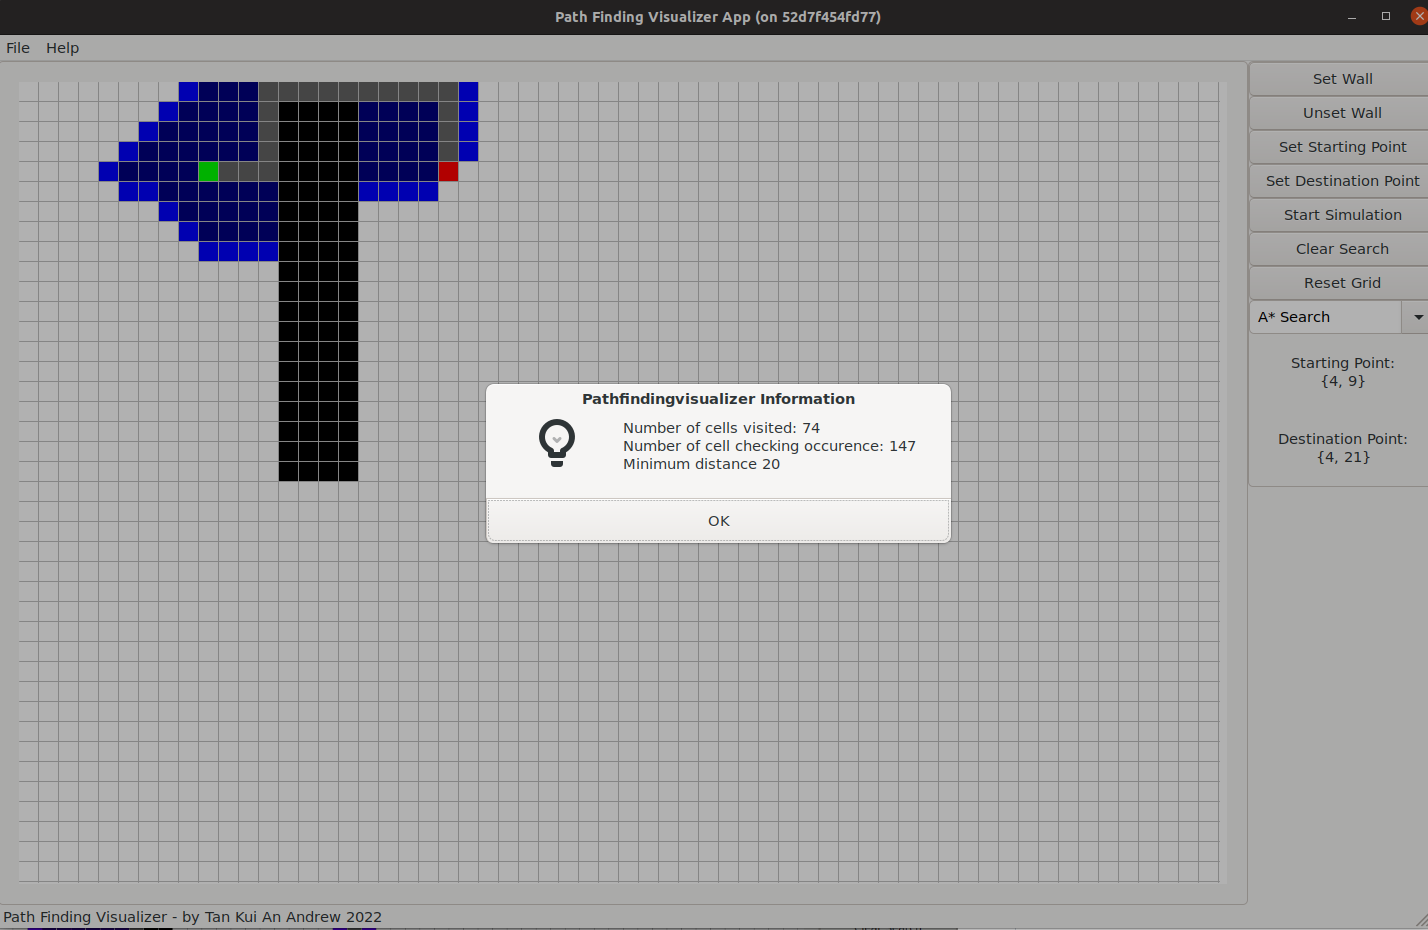 Path Finding Visualizer App (on 52d7f454fd77)
File Help
Set Wall
Unset Wall
Set Starting Point
Set Destination Point
Start Simulation
Clear Search
Reset Grid
A* Search
Starting Point:
{4, 9}
Destination Point:
{4, 21}
Pathfindingvisualizer Information
Number of cells visited: 74
Number of cell checking occurence: 147
Minimum distance 20
OK
Path Finding Visualizer - by Tan Kui An Andrew 2022